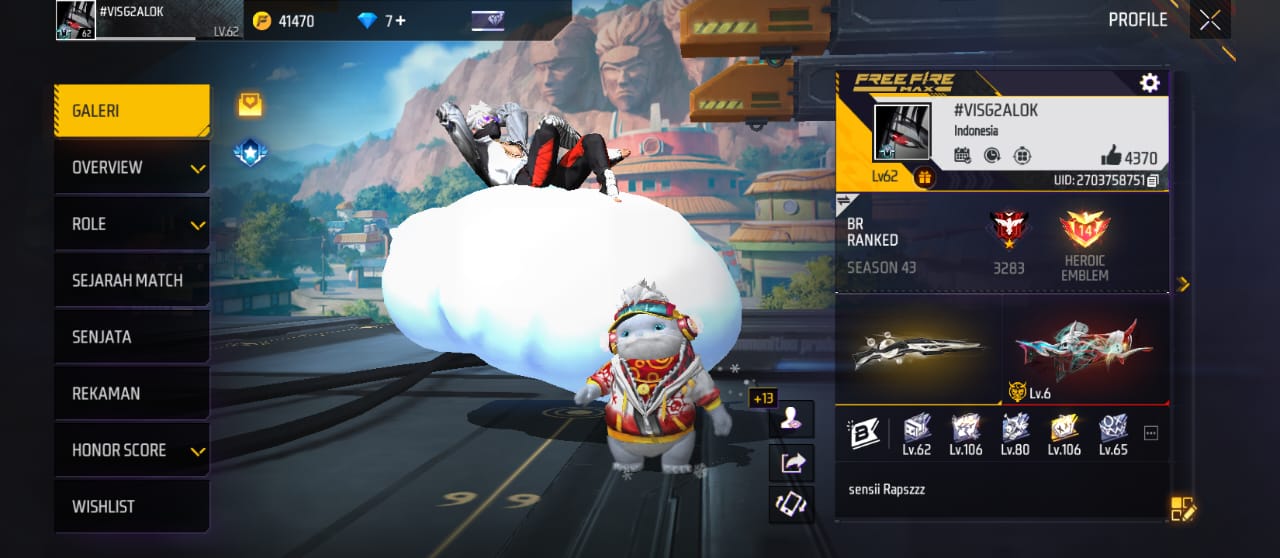 #VISG2ALOK
62
LV.62
41470
7+
PROFILE
GALERI
OVERVIEW
ROLE
SEJARAH MATCH
SENJATA
REKAMAN
HONOR SCORE
WISHLIST
99
+13
FREE FIRE
MAX
#VISG2ALOK
Indonesia
4370
Lv62
UID:2703758751
BR
RANKED
SEASON 43
3283
14
HEROIC
EMBLEM
Lv.6
B
Lv.62
Lv.106
Lv.80
Lv.106
Lv.65
sensii Rapszzz